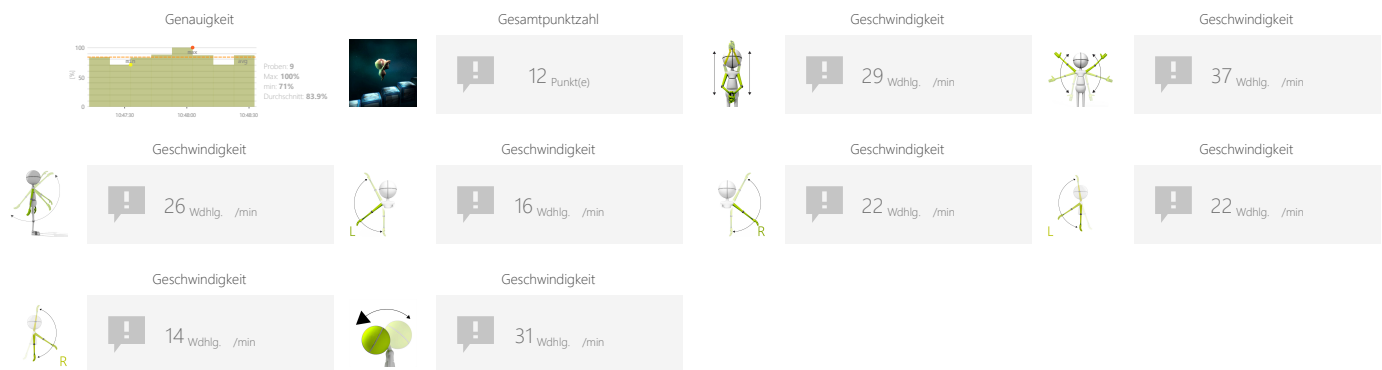 Genauigkeit
100
50
0
[%]
max
min
avg
10:47:30
10:48:00
10:48:30
Proben: 9
Max: 100%
min: 71%
Durchschnitt: 83.9%
Gesamtpunktzahl
12 Punkt(e)
Geschwindigkeit
29 Wdhlg. /min
Geschwindigkeit
37 Wdhlg. /min
Geschwindigkeit
26 Wdhlg. /min
Geschwindigkeit
L
16 Wdhlg. /min
Geschwindigkeit
R
22 Wdhlg. /min
Geschwindigkeit
L
22 Wdhlg. /min
Geschwindigkeit
R
14 Wdhlg. /min
Geschwindigkeit
31 Wdhlg. /min